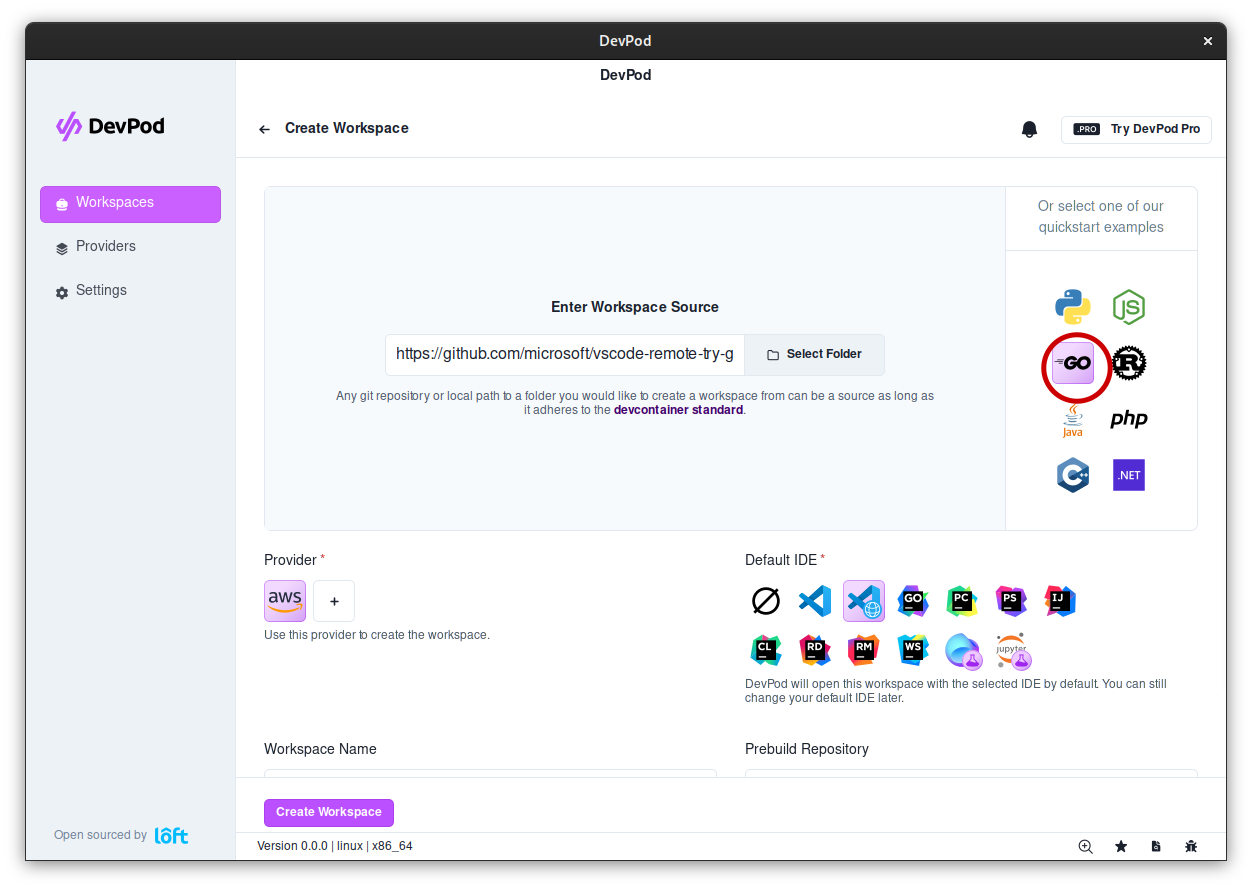 DevPod
DevPod
DevPod
Create Workspace
.PRO Try DevPod Pro
Workspaces
Providers
Settings
Or select one of our
quickstart examples
Enter Workspace Source
https://github.com/microsoft/vscode-remote-try-g
Select Folder
Any git repository or local path to a folder you would like to create a workspace from can be a source as long as
it adheres to the devcontainer standard.
JS
GO
R
Java
php
C++
.NET
Provider *
aws
+
Use this provider to create the workspace.
Default IDE *
GO
PC
PS
IJ
CL
RD
RM
WS
jupyter
DevPod will open this workspace with the selected IDE by default. You can still
change your default IDE later.
Workspace Name
Prebuild Repository
Create Workspace
Open sourced by loft
Version 0.0.0 | linux | x86_64